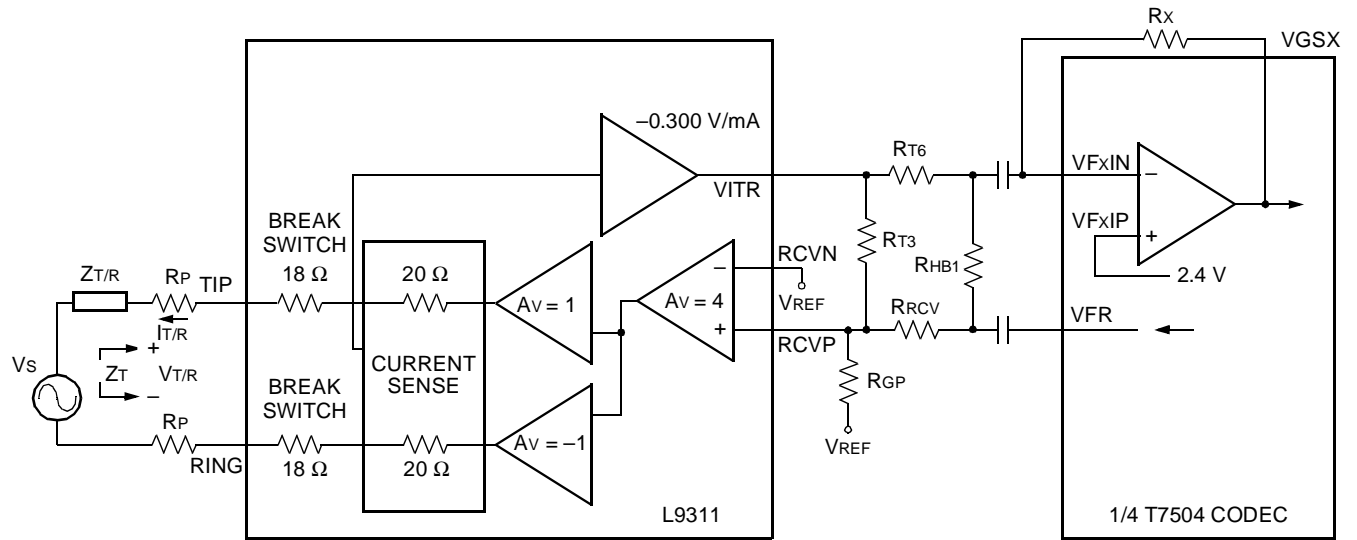 RX
VGSX
–0.300 V/mA
RT6
VITR
VFXIN
–
BREAK
SWITCH
18 Ω
20 Ω
RT3
RHB1
VFXIP
+
2.4 V
ZT/R
RP
TIP
IT/R
AV = 1
AV = 4
–
+
RCVN
VREF
RCVP
RRCV
VFR
VS
+
ZT
VT/R
–
CURRENT
SENSE
BREAK
SWITCH
18 Ω
20 Ω
RP
RING
AV = –1
RGP
VREF
L9311
1/4 T7504 CODEC